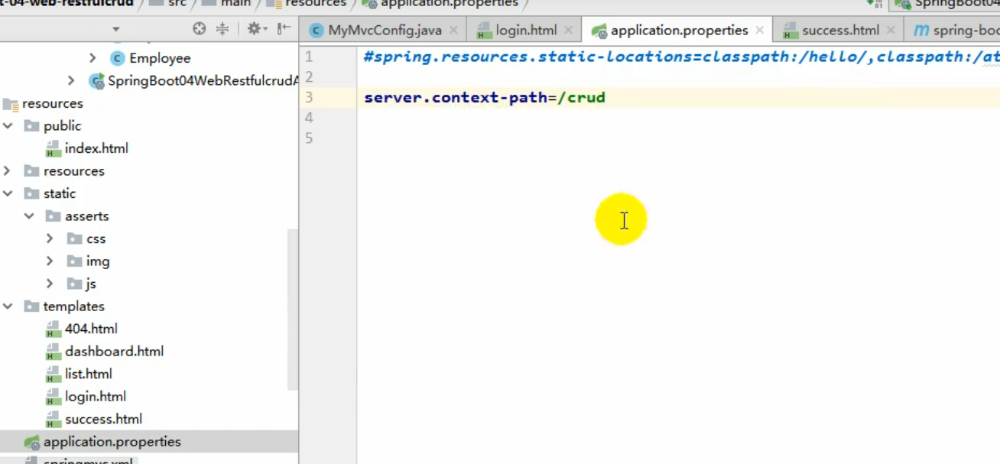 t-04-web-restfulcrud src main resources application.properties
MyMvcConfig.java login.html application.properties success.html
Employee
SpringBoot04WebRestfulcrudA
resources
public
index.html
resources
static
asserts
css
img
js
templates
404.html
dashboard.html
list.html
login.html
success.html
application.properties
springmvc.xml
1 #spring.resources.static-locations=classpath:/hello/,classpath:/at
2
3 server.context-path=/crud
4
5